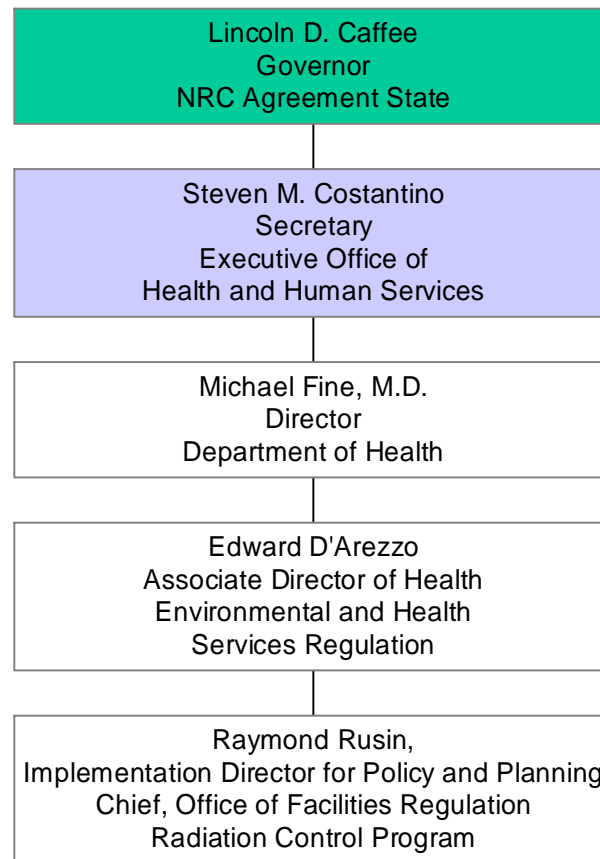 Lincoln D. Caffee
Governor
NRC Agreement State
Steven M. Costantino
Secretary
Executive Office of
Health and Human Services
Michael Fine, M.D.
Director
Department of Health
Edward D'Arezzo
Associate Director of Health
Environmental and Health
Services Regulation
Raymond Rusin,
Implementation Director for Policy and Planning
Chief, Office of Facilities Regulation
Radiation Control Program